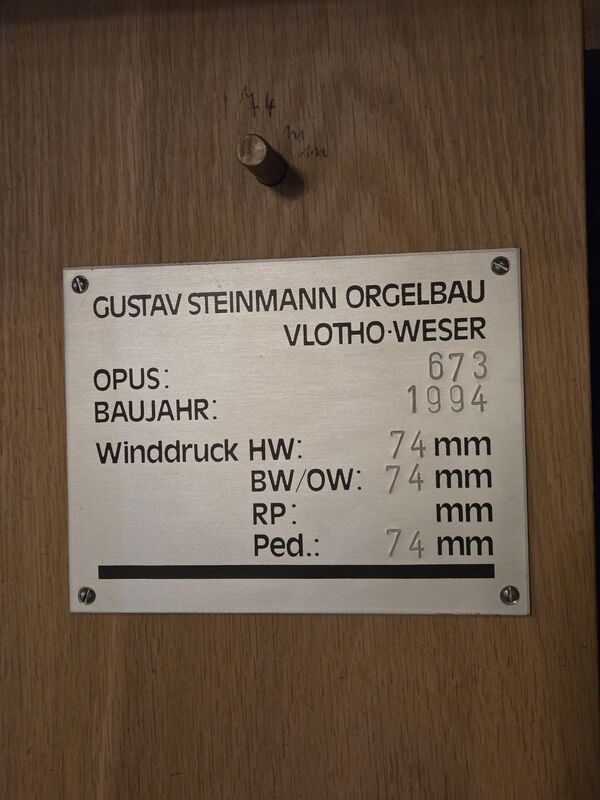 74
mm
GUSTAV STEINMANN ORGELBAU
VLOTHO·WESER
OPUS: 673
BAUJAHR: 1994
Winddruck HW: 74 mm
BW/OW: 74 mm
RP: mm
Ped.: 74 mm